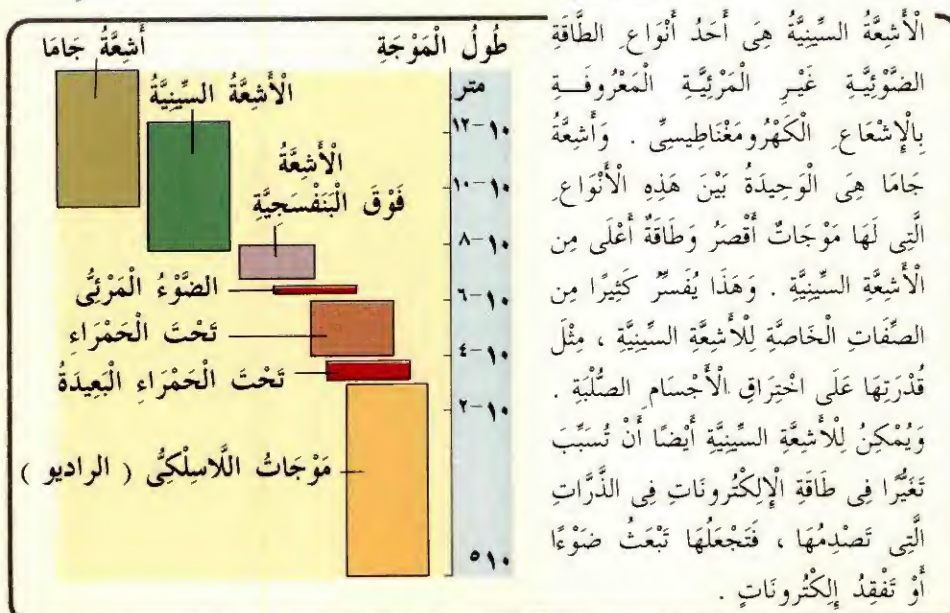 الْأَشِعَّةُ السِّينِيَّةُ هِىَ أَحَدُ أَنْوَاعِ الطَّاقَةِ
الضَّوْئِيَّةِ غَيْرِ الْمَرْئِيَّةِ الْمَعْرُوفَةِ
بِالْإِشْعَاعِ الْكَهْرُومَغْنَاطِيسِىِّ . وَأَشِعَّةُ
جَامَا هِىَ الْوَحِيدَةُ بَيْنَ هَذِهِ الْأَنْوَاعِ
الَّتِى لَهَا مَوْجَاتٌ أَقْصَرُ وَطَاقَةٌ أَعْلَى مِن
الْأَشِعَّةِ السِّينِيَّةِ . وَهَذَا يُفَسِّرُ كَثِيرًا مِن
الصِّفَاتِ الْخَاصَّةِ لِلْأَشِعَّةِ السِّينِيَّةِ ، مِثْلَ
قُدْرَتِهَا عَلَى اخْتِرَاقِ الْأَجْسَامِ الصُّلْبَةِ .
وَيُمْكِنُ لِلْأَشِعَّةِ السِّينِيَّةِ أَيْضًا أَنْ تُسَبِّبَ
تَغَيُّرًا فِى طَاقَةِ الْإِلِكْتُرونَاتِ فِى الذَّرَّاتِ
الَّتِى تَصْدِمُهَا ، فَتَجْعَلُهَا تَبْعَثُ ضَوْءًا
أَوْ تَفْقِدُ إِلِكْتُرونَاتٍ .
طُولُ الْمَوْجَةِ
متر
١٠-١٢
١٠-١٠
١٠-٨
١٠-٦
١٠-٤
١٠-٢
١٠٥
أَشِعَّةُ جَامَا
الْأَشِعَّةُ السِّينِيَّةُ
الْأَشِعَّةُ
فَوْقَ الْبَنَفْسَجِيَّةِ
الضَّوْءُ الْمَرْئِىُّ
تَحْتَ الْحَمْرَاءِ
تَحْتَ الْحَمْرَاءِ الْبَعِيدَةُ
مَوْجَاتُ اللَّاسِلْكِىُّ ( الراديو )